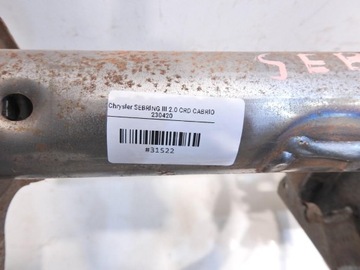 Chrysler SEBRING III 2.0 CRD CABRIO
230420
#31522
SEB